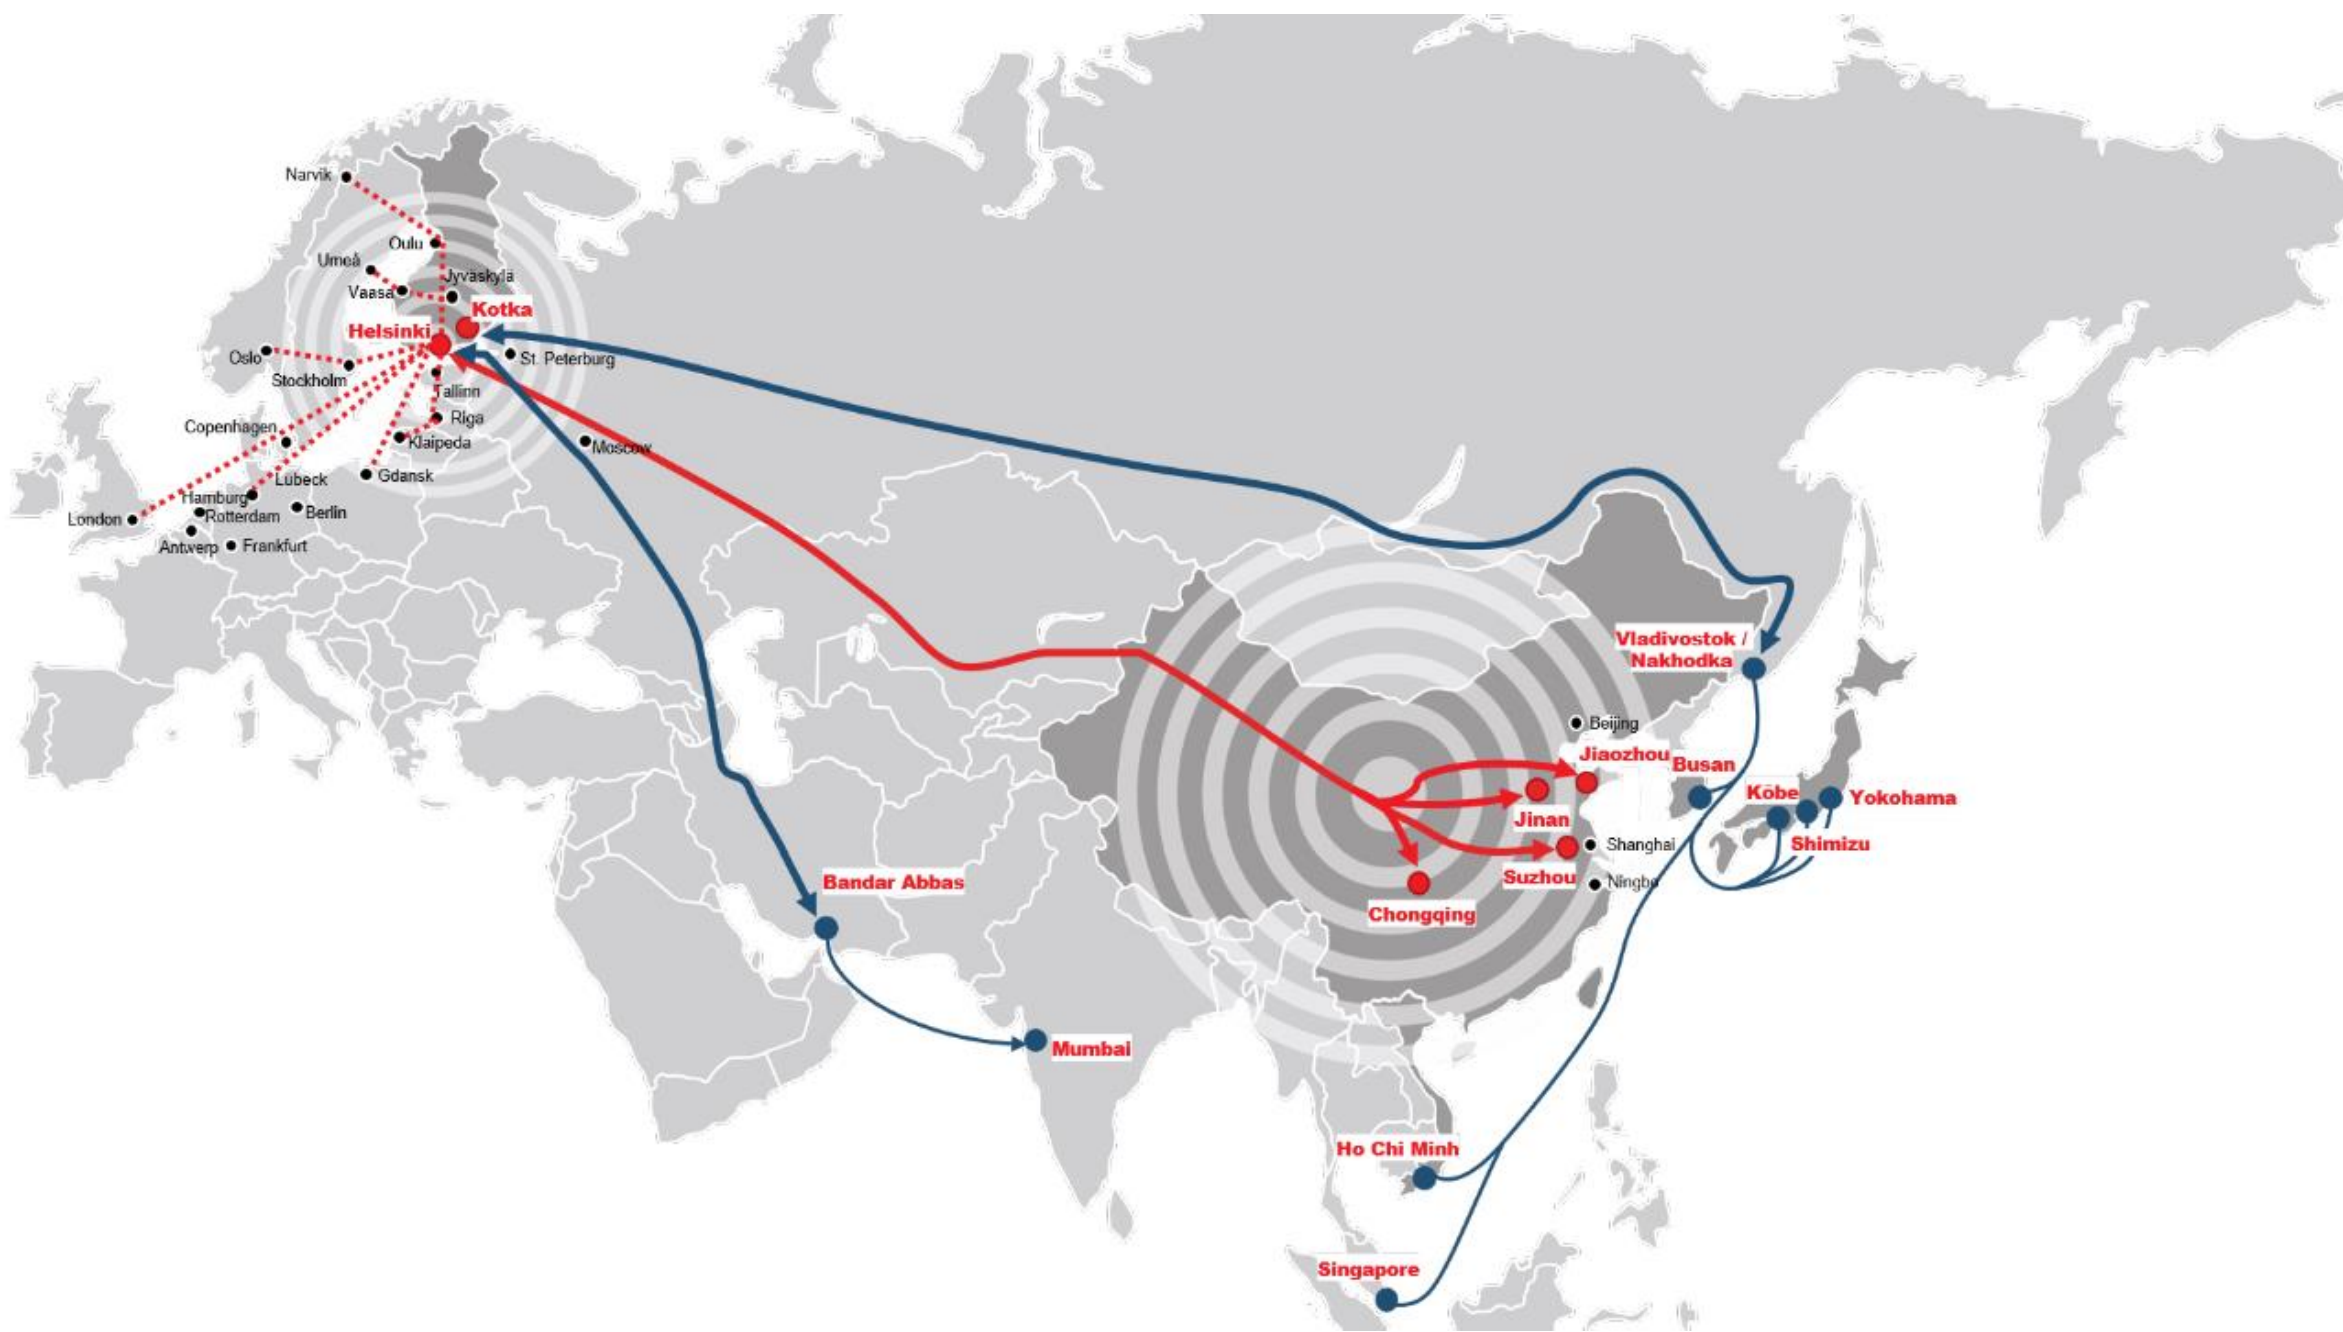 Narvik
Oulu
Umeå
Jyväskylä
Vaasa
Kotka
Helsinki
Oslo
St. Peterburg
Stockholm
Tallinn
Riga
Copenhagen
Klaipeda
Moscow
Gdansk
Lübeck
Hamburg
Berlin
Rotterdam
London
Antwerp
Frankfurt
Vladivostok /
Nakhodka
Beijing
Jiaozhou
Busan
Kōbe
Yokohama
Jinan
Shimizu
Shanghai
Suzhou
Ningbo
Bandar Abbas
Chongqing
Mumbai
Ho Chi Minh
Singapore